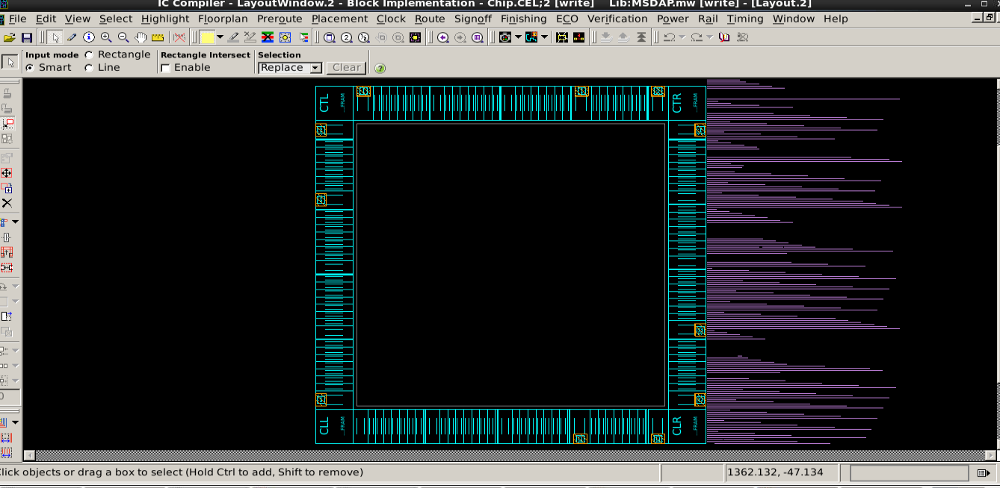 IC Compiler - LayoutWindow.2 - Block Implementation - Chip.CEL;2 [write]    Lib:MSDAP.mw [write] - [Layout.2]
File Edit View Select Highlight Floorplan Preroute Placement Clock Route Signoff Finishing ECO Verification Power Rail Timing Window Help
Input mode Rectangle Rectangle Intersect Selection
Smart Line Enable Replace Clear
CTL
FRAM
CTR
FRAM
CLL
FRAM
CLR
FRAM
Click objects or drag a box to select (Hold Ctrl to add, Shift to remove)
1362.132, -47.134